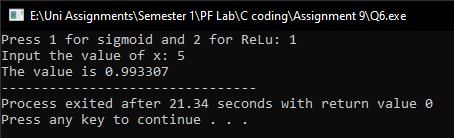 E:\Uni Assignments\Semester 1\PF Lab\C coding\Assignment 9\Q6.exe
Press 1 for sigmoid and 2 for ReLu: 1
Input the value of x: 5
The value is 0.993307
--------------------------------
Process exited after 21.34 seconds with return value 0
Press any key to continue . . .